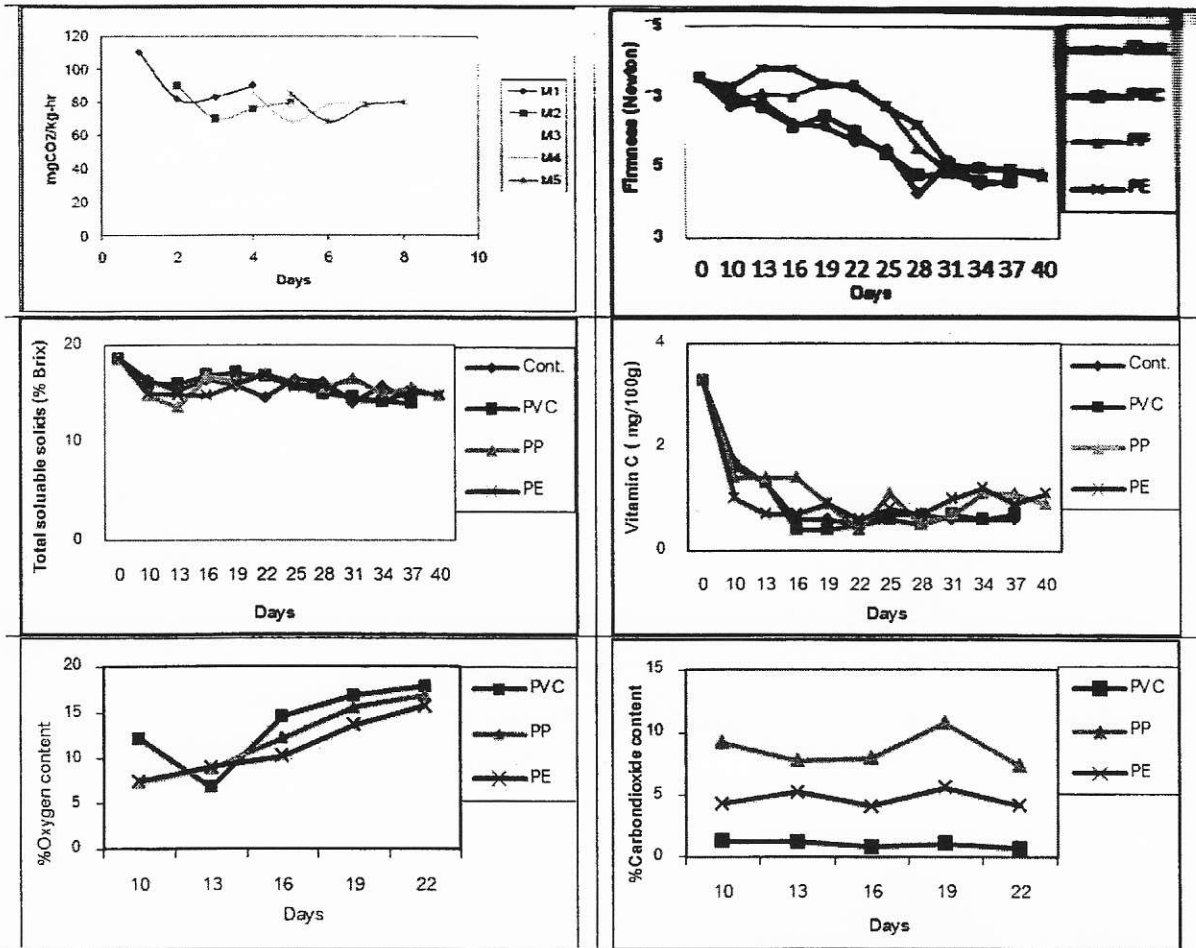 120
100
80
60
40
20
0
mgCO2/kg-hr
0 2 4 6 8 10
Days
M1
M2
M3
M4
M5
Firmness (Newton)
5
3
0 10 13 16 19 22 25 28 31 34 37 40
Days
PP
PE
Total soluable solids (% Brix)
20
10
0
0 10 13 16 19 22 25 28 31 34 37 40
Days
Cont.
PVC
PP
PE
Vitamin C ( mg/100g)
4
2
0
0 10 13 16 19 22 25 28 31 34 37 40
Days
Cont.
PVC
PP
PE
%Oxygen content
20
15
10
5
0
10 13 16 19 22
Days
PVC
PP
PE
%Carbondioxide content
15
10
5
0
10 13 16 19 22
Days
PVC
PP
PE